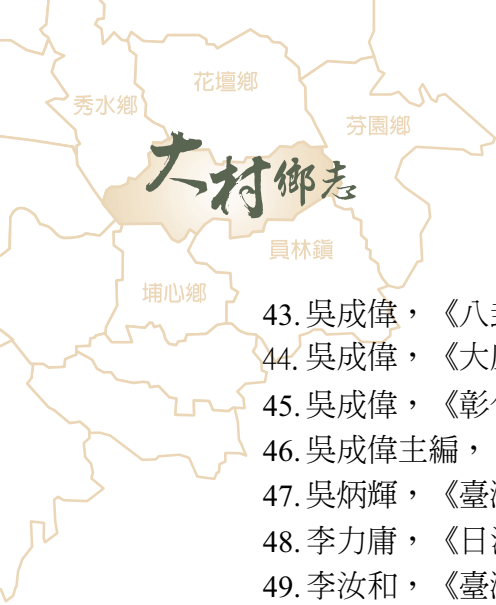 花壇鄉
秀水鄉
芬園鄉
大村鄉志
員林鎮
埔心鄉
43. 吳成偉，《八
44. 吳成偉，《大
45. 吳成偉，《彰
46. 吳成偉主編，
47. 吳炳輝，《臺
48. 李力庸，《日
49. 李汝和，《臺